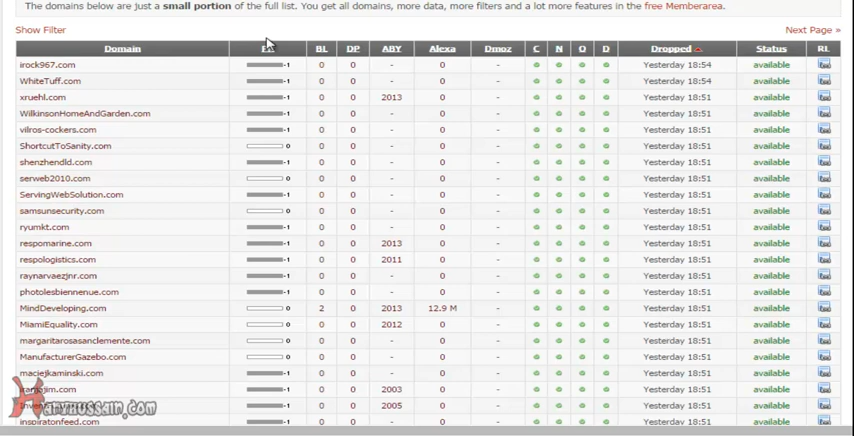 The domains below are just a small portion of the full list. You get all domains, more data, more filters and a lot more features in the free Memberarea.
Show Filter Next Page »
Domain BL DP ABY Alexa Dmoz C N O D Dropped Status RL
irock967.com -1 0 0 - 0 - Yesterday 18:54 available
WhiteTuff.com -1 0 0 - 0 - Yesterday 18:54 available
xruehl.com -1 0 0 2013 0 - Yesterday 18:51 available
WilkinsonHomeAndGarden.com -1 0 0 - 0 - Yesterday 18:51 available
vilros-cockers.com -1 0 0 - 0 - Yesterday 18:51 available
ShortcutToSanity.com 0 0 0 - 0 - Yesterday 18:51 available
shenzhendld.com -1 0 0 - 0 - Yesterday 18:51 available
serweb2010.com 0 0 0 - 0 - Yesterday 18:51 available
ServingWebSolution.com -1 0 0 - 0 - Yesterday 18:51 available
samsunsecurity.com 0 0 0 - 0 - Yesterday 18:51 available
ryumkt.com -1 0 0 - 0 - Yesterday 18:51 available
respomarine.com -1 0 0 2013 0 - Yesterday 18:51 available
respologistics.com -1 0 0 2011 0 - Yesterday 18:51 available
raynarvaezjnr.com -1 0 0 - 0 - Yesterday 18:51 available
photolesbiennenue.com -1 0 0 - 0 - Yesterday 18:51 available
MindDeveloping.com 0 2 0 2013 12.9 M - Yesterday 18:51 available
MiamiEquality.com 0 0 0 2012 0 - Yesterday 18:51 available
margaritarosasanclemente.com 0 0 0 - 0 - Yesterday 18:51 available
ManufacturerGazebo.com 0 0 0 - 0 - Yesterday 18:51 available
maciejkaminski.com -1 0 0 - 0 - Yesterday 18:51 available
-1 0 0 2003 0 - Yesterday 18:51 available
-1 0 0 2005 0 - Yesterday 18:51 available
inspiratonfeed.com -1 0 0 - 0 - Yesterday 18:51 available